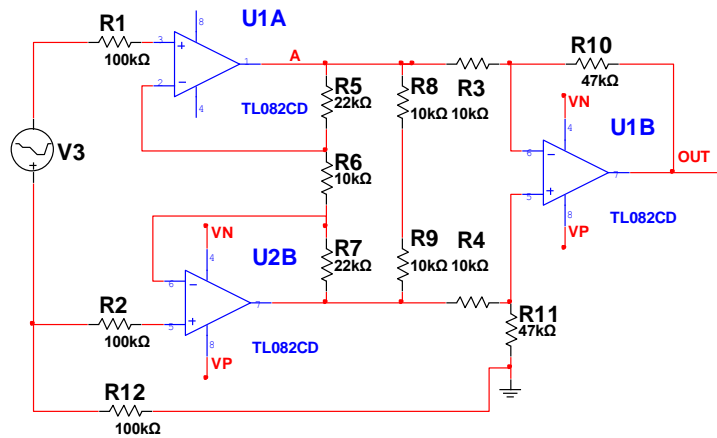 R1
100kΩ
U1A
8
3
1
2
4
TL082CD
A
R5
22kΩ
R8
10kΩ
R3
10kΩ
R10
47kΩ
VN
4
U1B
6
7
5
8
OUT
TL082CD
VP
V3
R6
10kΩ
VN
4
U2B
6
7
5
8
TL082CD
VP
R7
22kΩ
R9
10kΩ
R4
10kΩ
R2
100kΩ
R11
47kΩ
R12
100kΩ